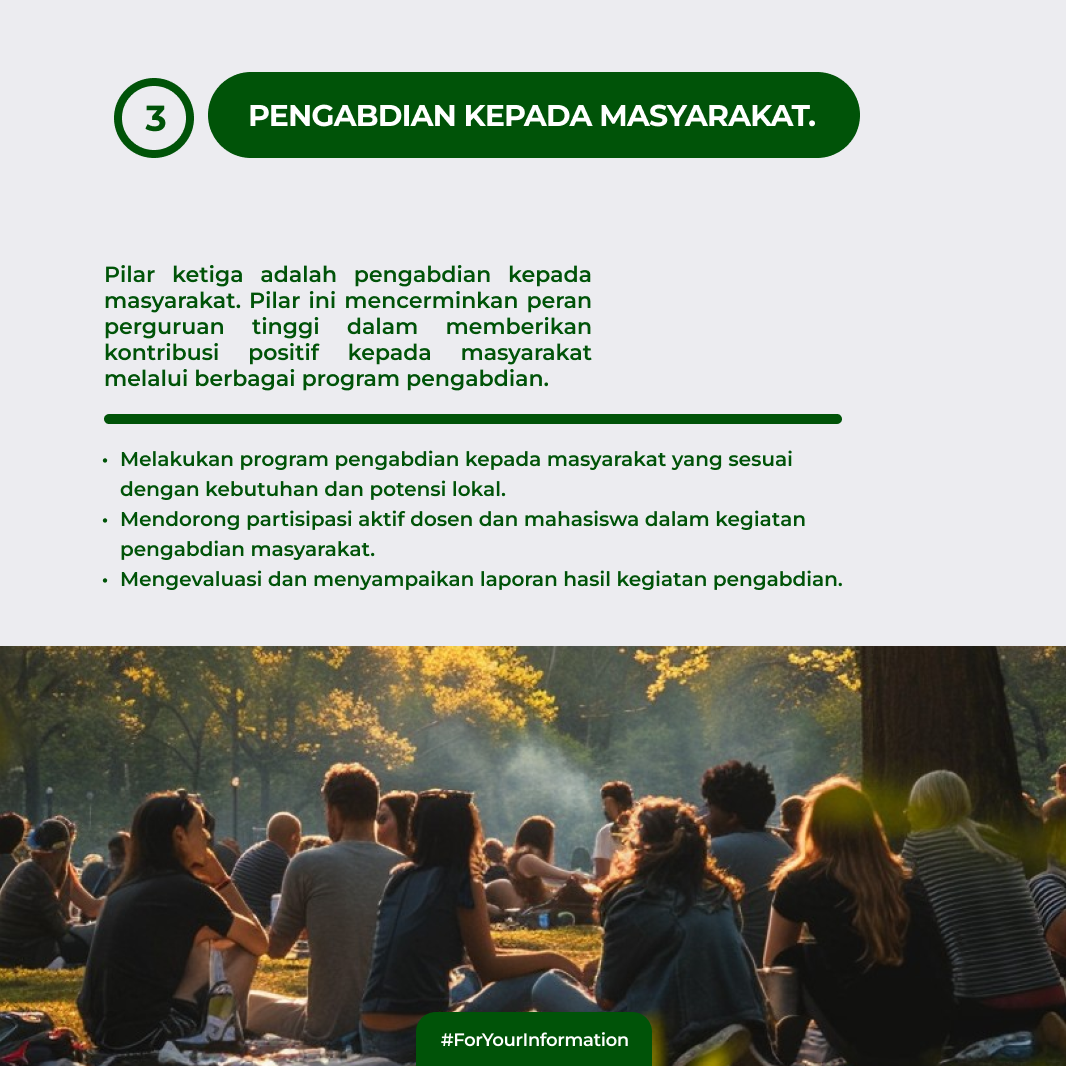 3
PENGABDIAN KEPADA MASYARAKAT.
Pilar ketiga adalah pengabdian kepada
masyarakat. Pilar ini mencerminkan peran
perguruan tinggi dalam memberikan
kontribusi positif kepada masyarakat
melalui berbagai program pengabdian.
• Melakukan program pengabdian kepada masyarakat yang sesuai
dengan kebutuhan dan potensi lokal.
• Mendorong partisipasi aktif dosen dan mahasiswa dalam kegiatan
pengabdian masyarakat.
• Mengevaluasi dan menyampaikan laporan hasil kegiatan pengabdian.
#ForYourInformation